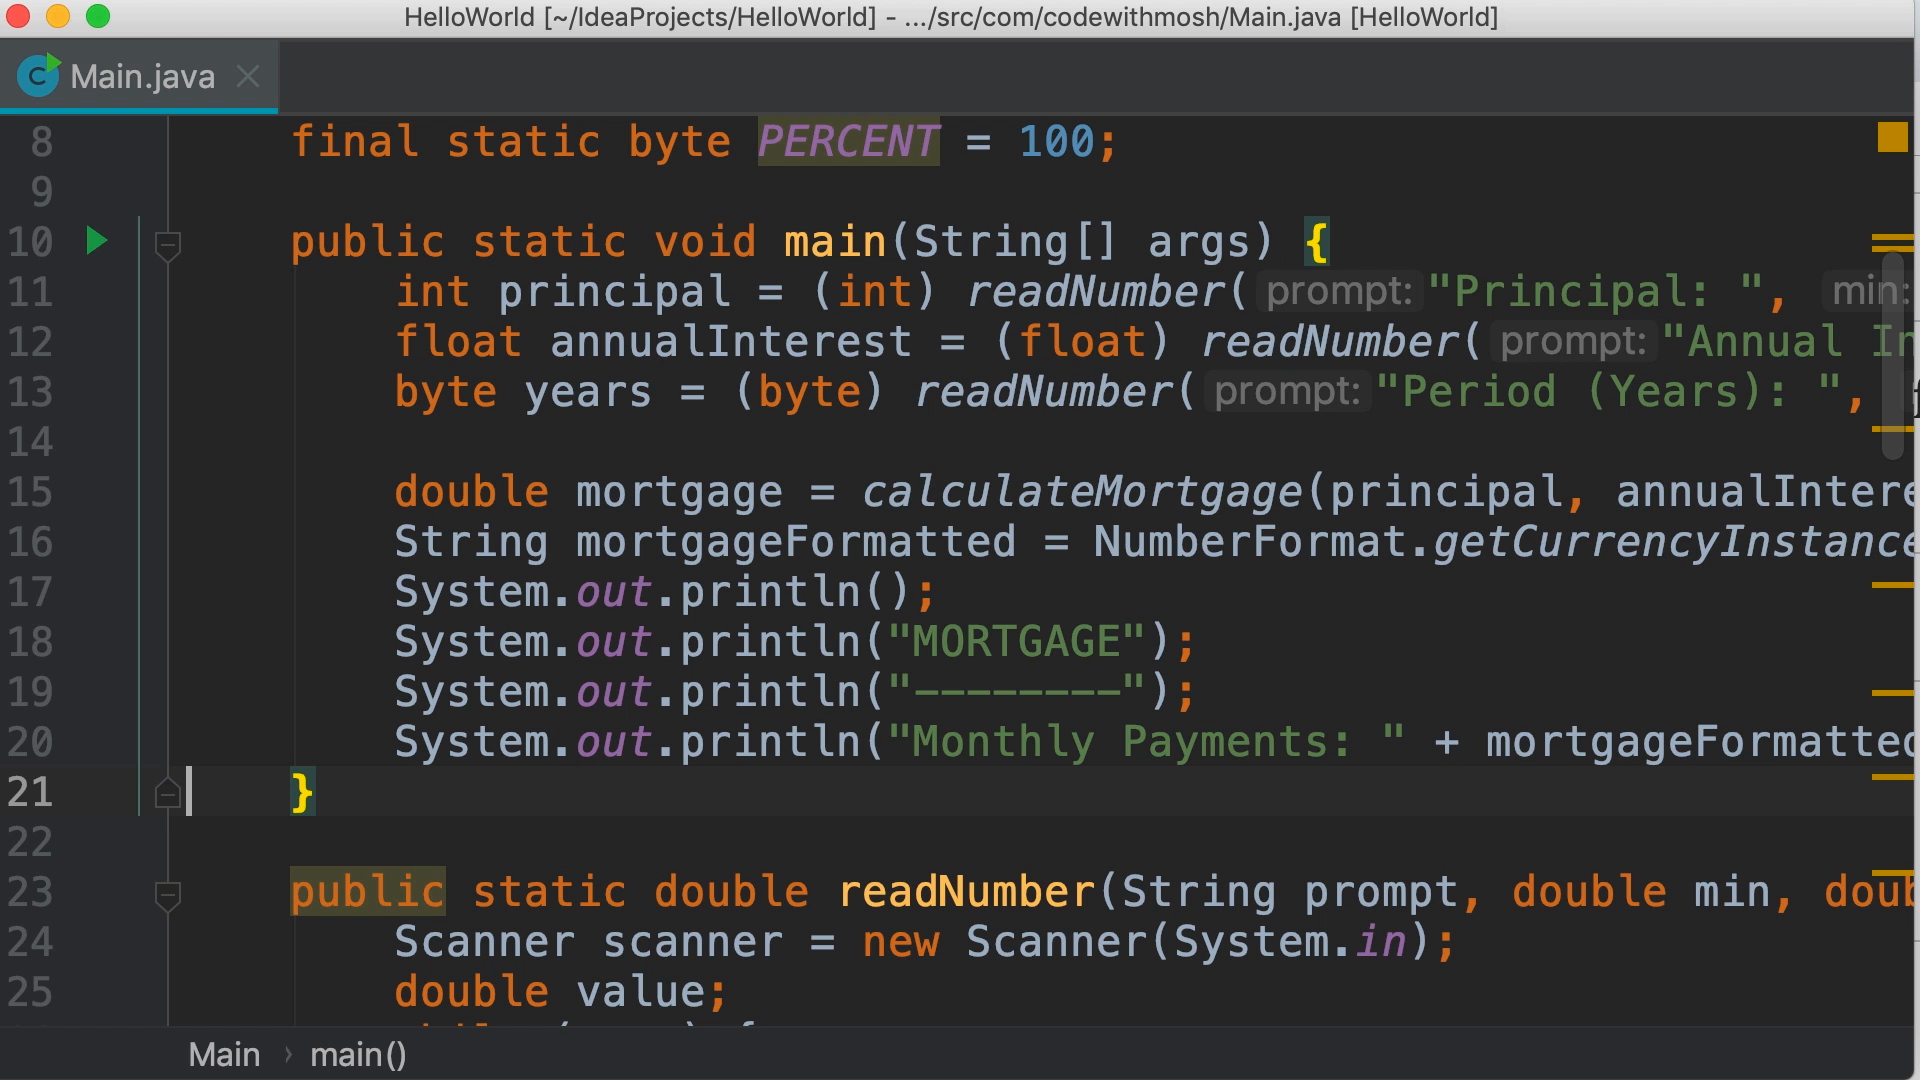 HelloWorld [~/IdeaProjects/HelloWorld] - .../src/com/codewithmosh/Main.java [HelloWorld]
Main.java
8 final static byte PERCENT = 100;
9
10 public static void main(String[] args) {
11 int principal = (int) readNumber( prompt: "Principal: ", min:
12 float annualInterest = (float) readNumber( prompt: "Annual In
13 byte years = (byte) readNumber( prompt: "Period (Years): ",
14
15 double mortgage = calculateMortgage(principal, annualIntere
16 String mortgageFormatted = NumberFormat.getCurrencyInstance
17 System.out.println();
18 System.out.println("MORTGAGE");
19 System.out.println("--------");
20 System.out.println("Monthly Payments: " + mortgageFormatted
21 }
22
23 public static double readNumber(String prompt, double min, doub
24 Scanner scanner = new Scanner(System.in);
25 double value;
Main › main()